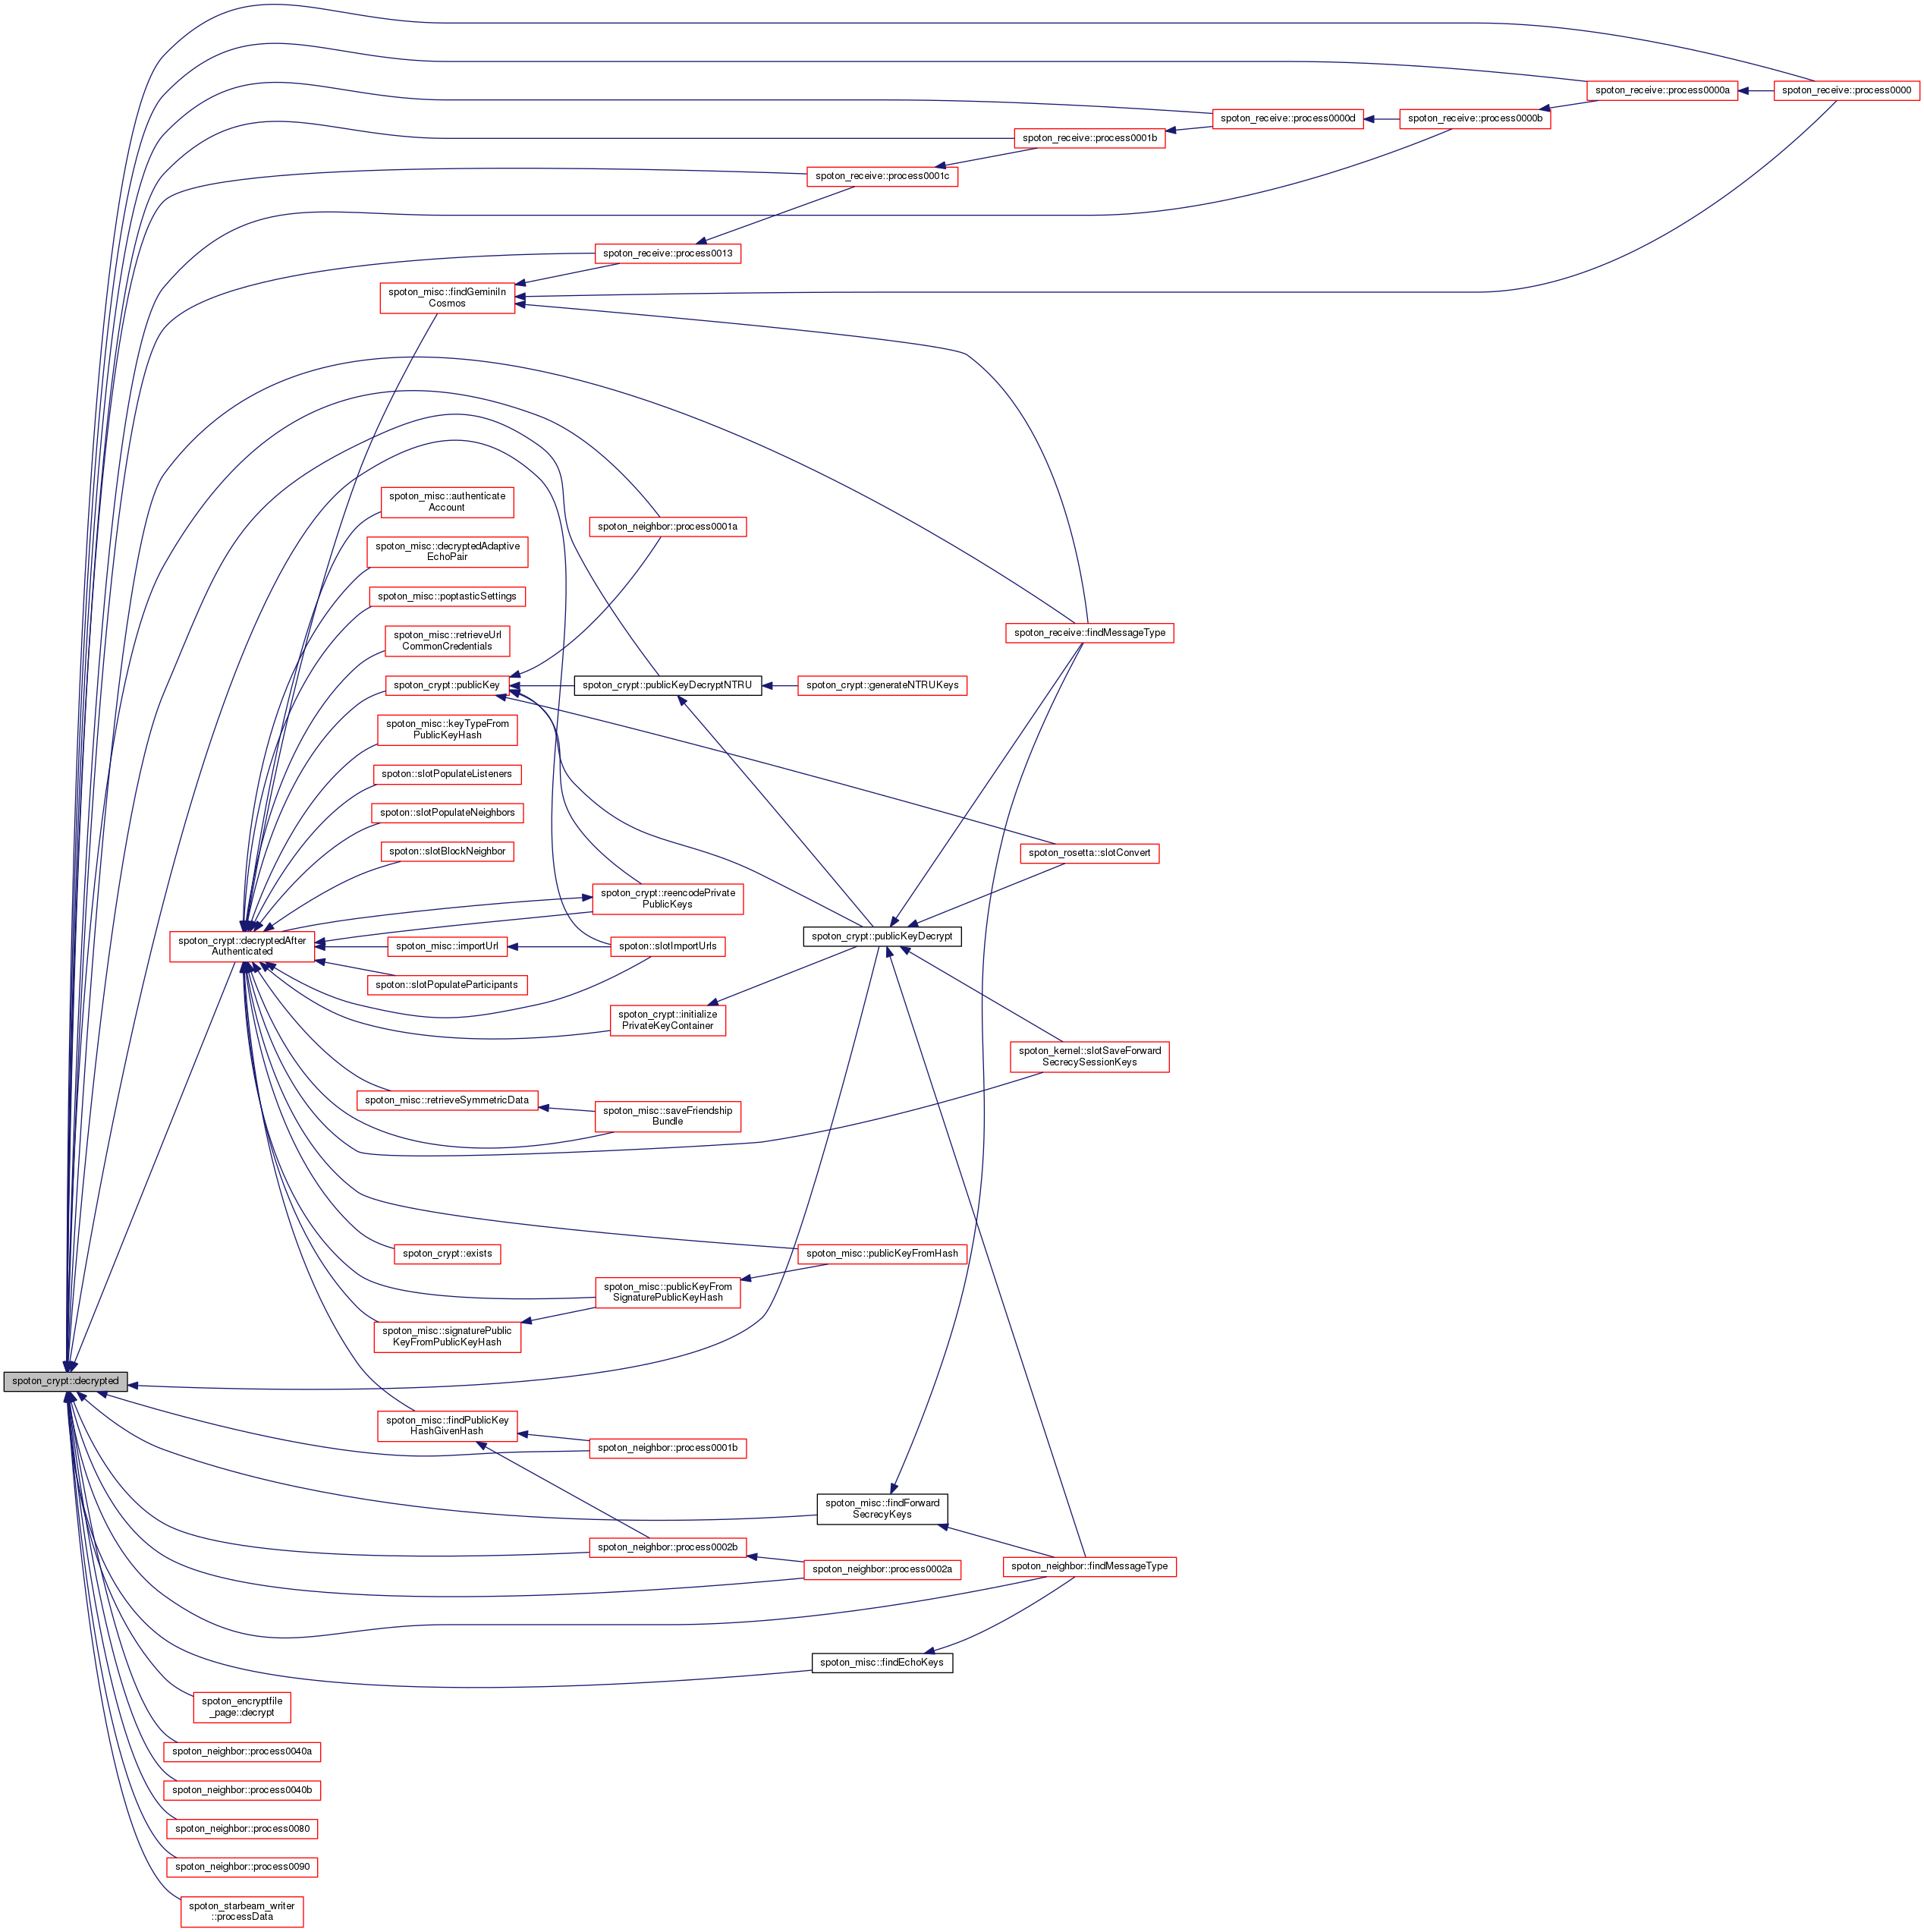 spoton_receive::process0000a
spoton_receive::process0000
spoton_receive::process0000d
spoton_receive::process0000b
spoton_receive::process0001b
spoton_receive::process0001c
spoton_receive::process0013
spoton_misc::findGeminiIn
Cosmos
spoton_misc::authenticate
Account
spoton_neighbor::process0001a
spoton_misc::decryptedAdaptive
EchoPair
spoton_misc::poptasticSettings
spoton_receive::findMessageType
spoton_misc::retrieveUrl
CommonCredentials
spoton_crypt::publicKey
spoton_crypt::publicKeyDecryptNTRU
spoton_crypt::generateNTRUKeys
spoton_misc::keyTypeFrom
PublicKeyHash
spoton::slotPopulateListeners
spoton::slotPopulateNeighbors
spoton::slotBlockNeighbor
spoton_rosetta::slotConvert
spoton_crypt::reencodePrivate
PublicKeys
spoton_crypt::decryptedAfter
Authenticated
spoton_misc::importUrl
spoton::slotImportUrls
spoton_crypt::publicKeyDecrypt
spoton::slotPopulateParticipants
spoton_crypt::initialize
PrivateKeyContainer
spoton_kernel::slotSaveForward
SecrecySessionKeys
spoton_misc::retrieveSymmetricData
spoton_misc::saveFriendship
Bundle
spoton_crypt::exists
spoton_misc::publicKeyFromHash
spoton_misc::publicKeyFrom
SignaturePublicKeyHash
spoton_misc::signaturePublic
KeyFromPublicKeyHash
spoton_crypt::decrypted
spoton_misc::findPublicKey
HashGivenHash
spoton_neighbor::process0001b
spoton_misc::findForward
SecrecyKeys
spoton_neighbor::process0002b
spoton_neighbor::process0002a
spoton_neighbor::findMessageType
spoton_misc::findEchoKeys
spoton_encryptfile
_page::decrypt
spoton_neighbor::process0040a
spoton_neighbor::process0040b
spoton_neighbor::process0080
spoton_neighbor::process0090
spoton_starbeam_writer
::processData